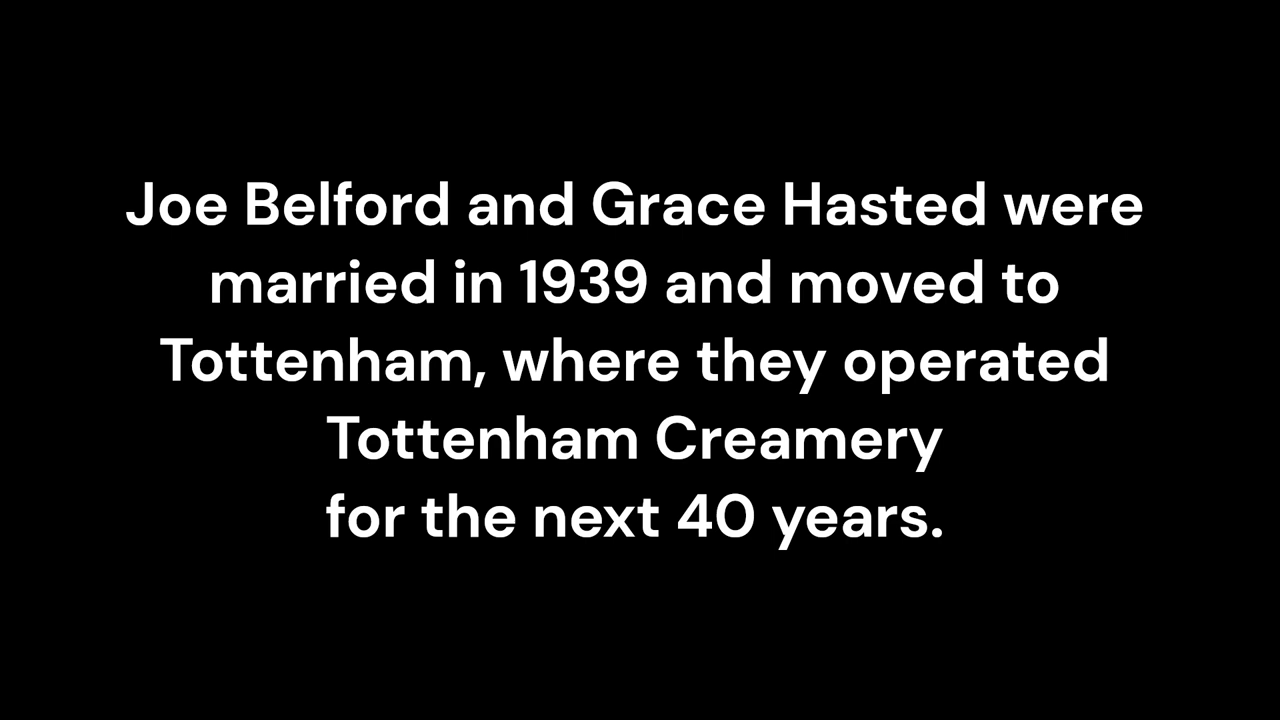 Joe Belford and Grace Hasted were
married in 1939 and moved to
Tottenham, where they operated
Tottenham Creamery
for the next 40 years.